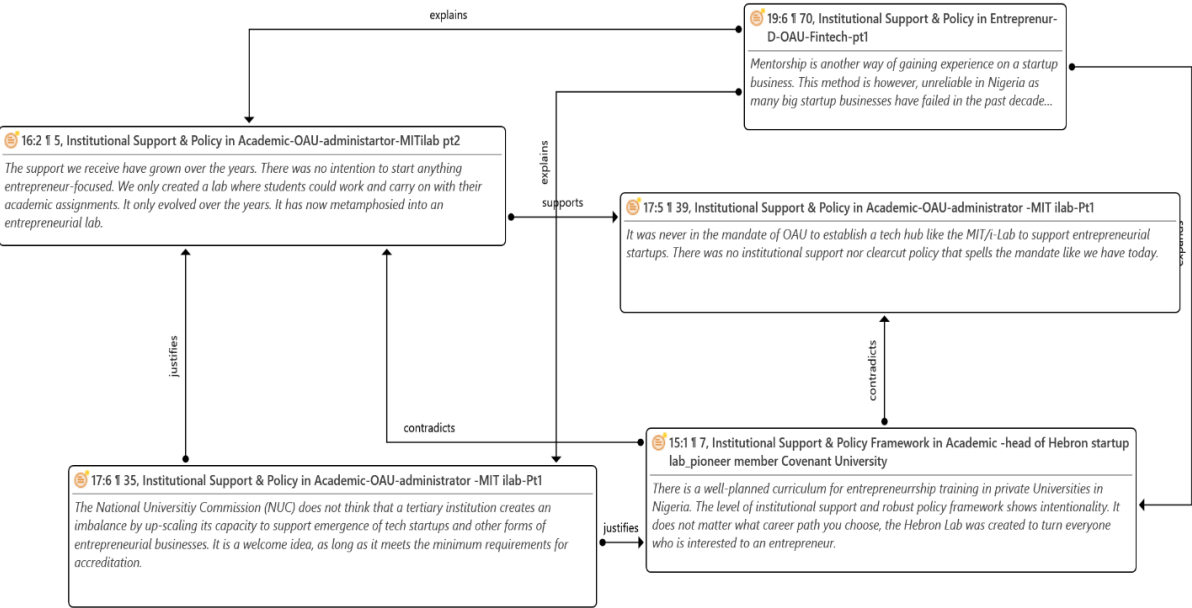 explains
19:6 ¶ 70, Institutional Support & Policy in Entreprenur-
D-OAU-Fintech-pt1
Mentorship is another way of gaining experience on a startup
business. This method is however, unreliable in Nigeria as
many big startup businesses have failed in the past decade...
16:2 ¶ 5, Institutional Support & Policy in Academic-OAU-administartor-MITilab pt2
The support we receive have grown over the years. There was no intention to start anything
entrepreneur-focused. We only created a lab where students could work and carry on with their
academic assignments. It only evolved over the years. It has now metamphosied into an
entrepreneurial lab.
explains
supports
17:5 ¶ 39, Institutional Support & Policy in Academic-OAU-administrator -MIT ilab-Pt1
It was never in the mandate of OAU to establish a tech hub like the MIT/i-Lab to support entrepreneurial
startups. There was no institutional support nor clearcut policy that spells the mandate like we have today.
justifies
contradicts
contradicts
15:1 ¶ 7, Institutional Support & Policy Framework in Academic -head of Hebron startup
lab_pioneer member Covenant University
There is a well-planned curriculum for entrepreneurrship training in private Universities in
Nigeria. The level of institutional support and robust policy framework shows intentionality. It
does not matter what career path you choose, the Hebron Lab was created to turn everyone
who is interested to an entrepreneur.
17:6 ¶ 35, Institutional Support & Policy in Academic-OAU-administrator -MIT ilab-Pt1
The National Universitiy Commission (NUC) does not think that a tertiary institution creates an
imbalance by up-scaling its capacity to support emergence of tech startups and other forms of
entrepreneurial businesses. It is a welcome idea, as long as it meets the minimum requirements for
accreditation.
justifies